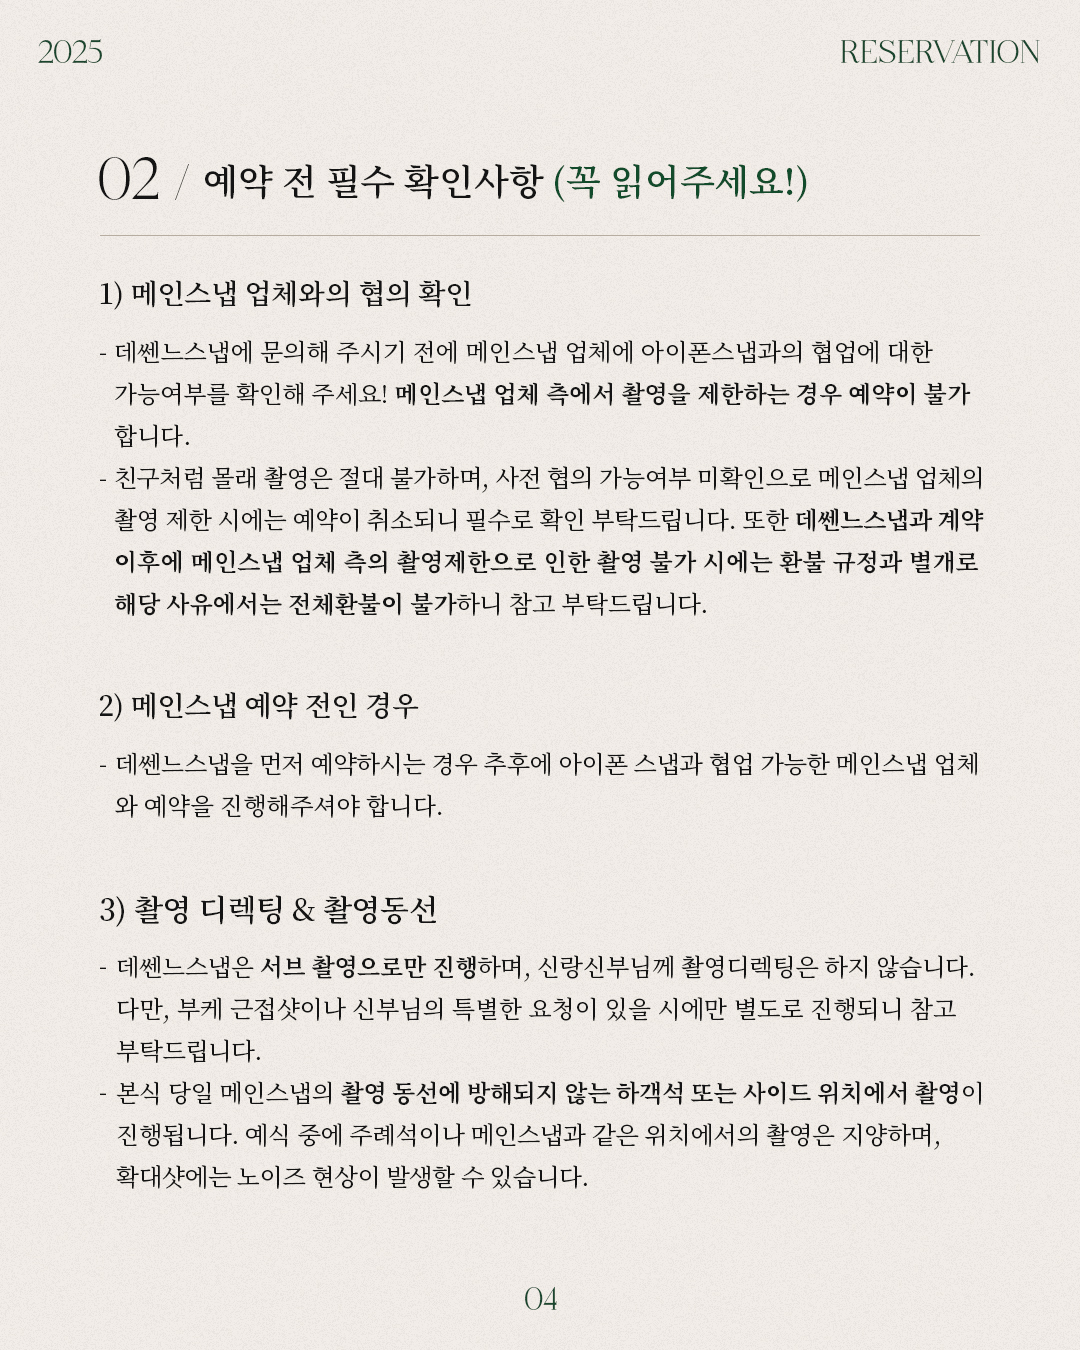 2025
RESERVATION
02 / 예약 전 필수 확인사항 (꼭 읽어주세요!)
1) 메인스냅 업체와의 협의 확인
- 데쎈느스냅에 문의해 주시기 전에 메인스냅 업체에 아이폰스냅과의 협업에 대한
가능여부를 확인해 주세요! 메인스냅 업체 측에서 촬영을 제한하는 경우 예약이 불가
합니다.
- 친구처럼 몰래 촬영은 절대 불가하며, 사전 협의 가능여부 미확인으로 메인스냅 업체의
촬영 제한 시에는 예약이 취소되니 필수로 확인 부탁드립니다. 또한 데쎈느스냅과 계약
이후에 메인스냅 업체 측의 촬영제한으로 인한 촬영 불가 시에는 환불 규정과 별개로
해당 사유에서는 전체환불이 불가하니 참고 부탁드립니다.
2) 메인스냅 예약 전인 경우
- 데쎈느스냅을 먼저 예약하시는 경우 추후에 아이폰 스냅과 협업 가능한 메인스냅 업체
와 예약을 진행해주셔야 합니다.
3) 촬영 디렉팅 & 촬영동선
- 데쎈느스냅은 서브 촬영으로만 진행하며, 신랑신부님께 촬영디렉팅은 하지 않습니다.
다만, 부케 근접샷이나 신부님의 특별한 요청이 있을 시에만 별도로 진행되니 참고
부탁드립니다.
- 본식 당일 메인스냅의 촬영 동선에 방해되지 않는 하객석 또는 사이드 위치에서 촬영이
진행됩니다. 예식 중에 주례석이나 메인스냅과 같은 위치에서의 촬영은 지양하며,
확대샷에는 노이즈 현상이 발생할 수 있습니다.
04